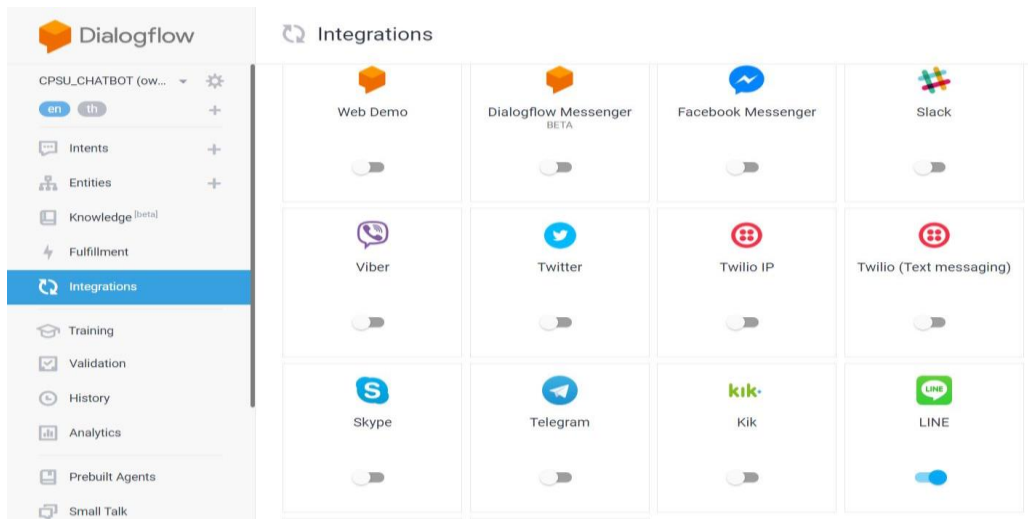 Dialogflow
Integrations
CPSU_CHATBOT (ow...
en th
Intents
Entities
Knowledge [beta]
Fulfillment
Integrations
Training
Validation
History
Analytics
Prebuilt Agents
Small Talk
Web Demo
Dialogflow Messenger
BETA
Facebook Messenger
Slack
Viber
Twitter
Twilio IP
Twilio (Text messaging)
Skype
Telegram
kik
Kik
LINE
LINE